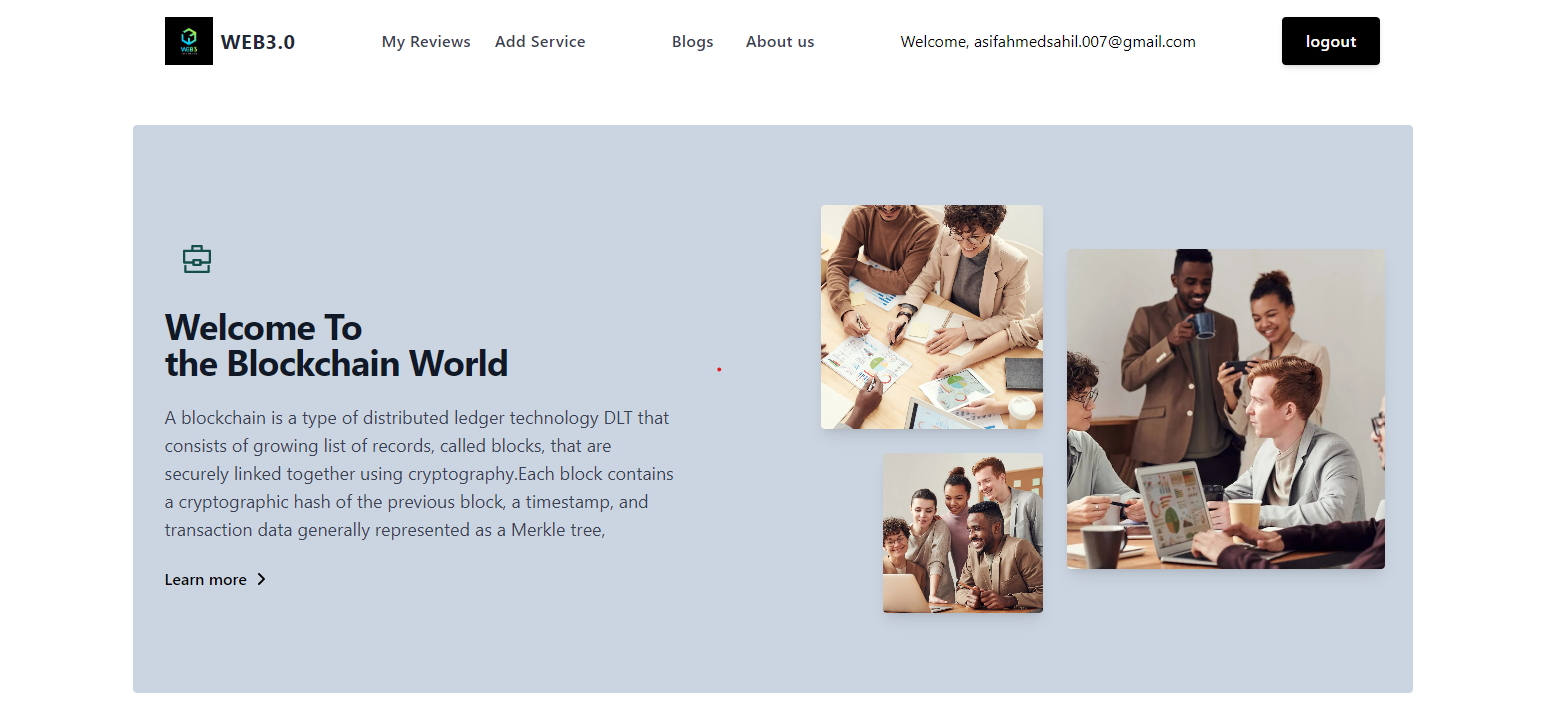 WEB3
WEB3.0
My Reviews
Add Service
Blogs
About us
Welcome, asifahmedsahil.007@gmail.com
logout
Welcome To
the Blockchain World
A blockchain is a type of distributed ledger technology DLT that
consists of growing list of records, called blocks, that are
securely linked together using cryptography.Each block contains
a cryptographic hash of the previous block, a timestamp, and
transaction data generally represented as a Merkle tree,
Learn more